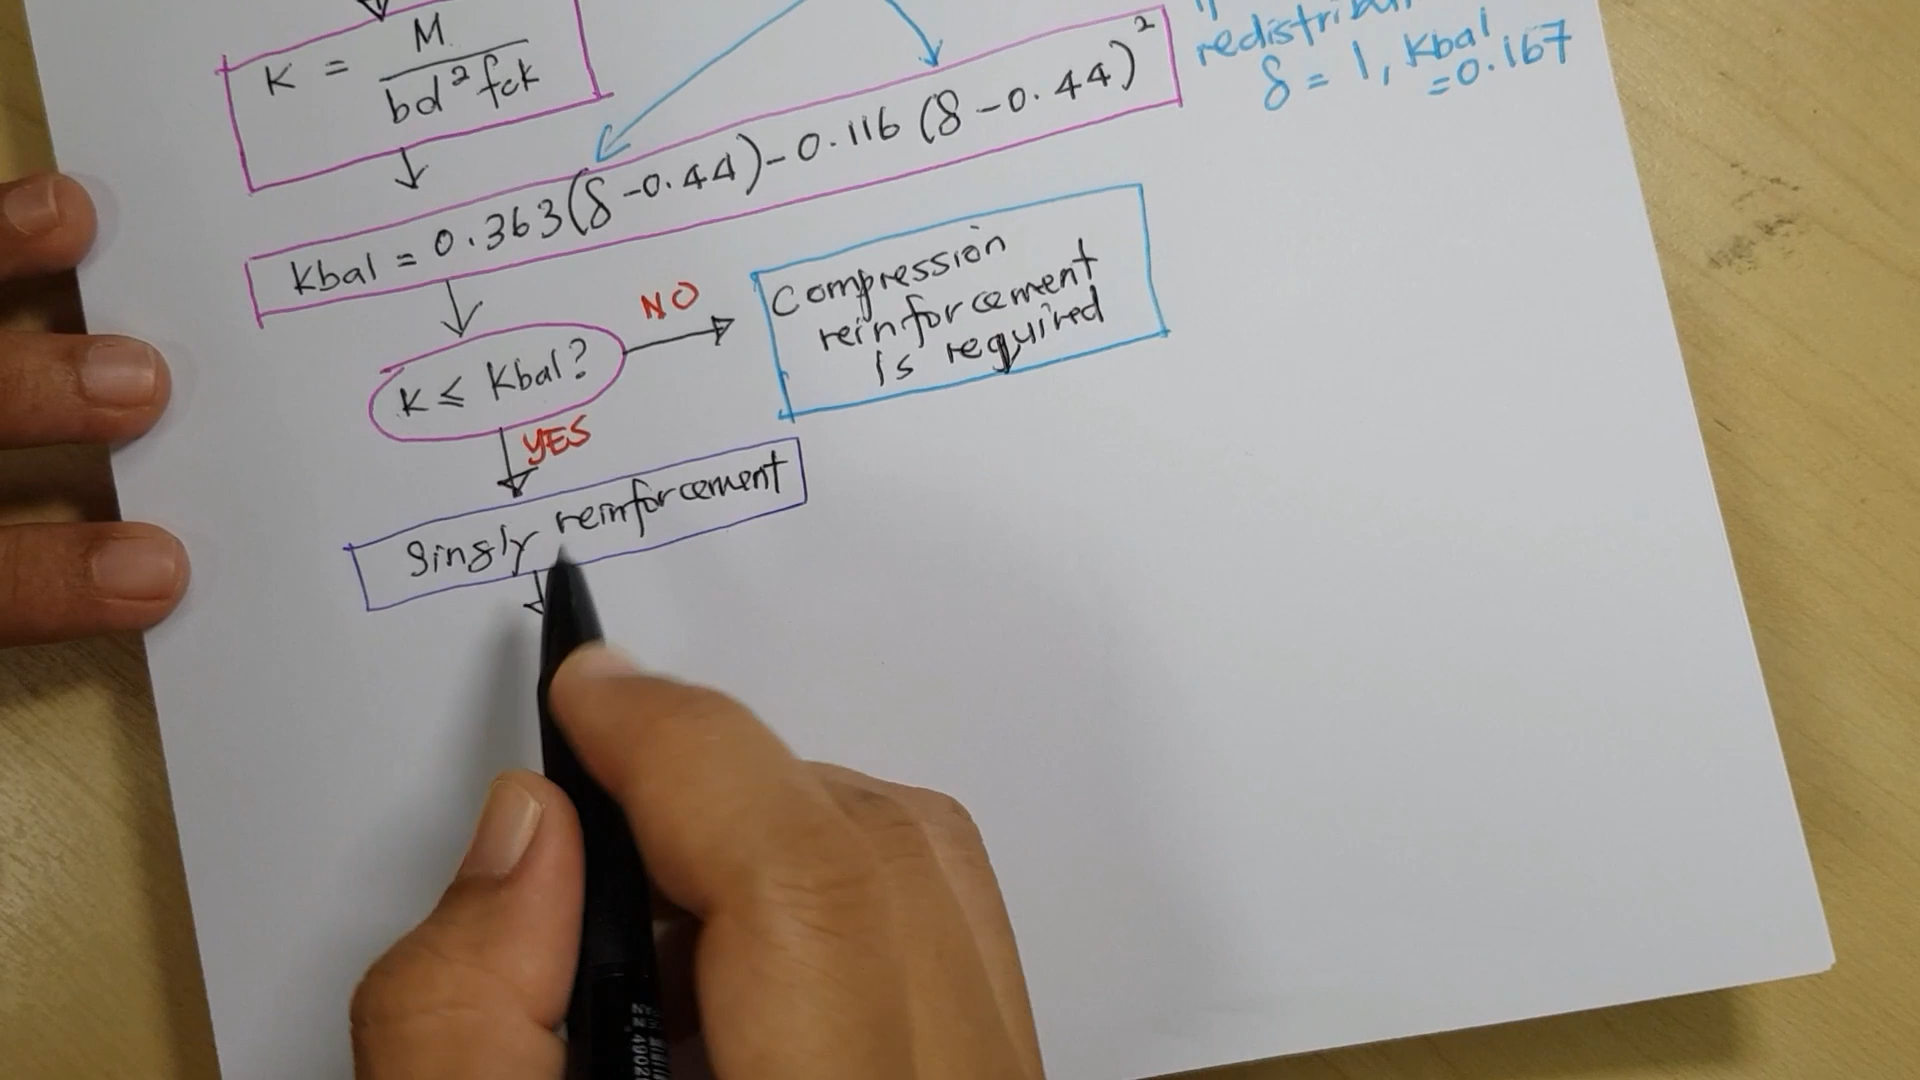 K = M / bd² fck
redistribu
δ = 1, Kbal
= 0.167
Kbal = 0.363(δ-0.44)-0.116(δ-0.44)²
K ≤ Kbal?
NO
Compression
reinforcement
is required
YES
Singly reinforcement